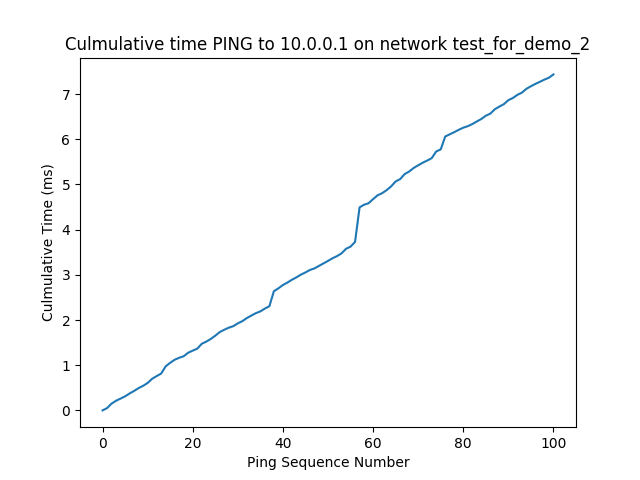 Culmulative time PING to 10.0.0.1 on network test_for_demo_2
Culmulative Time (ms)
7
6
5
4
3
2
1
0
0 20 40 60 80 100
Ping Sequence Number